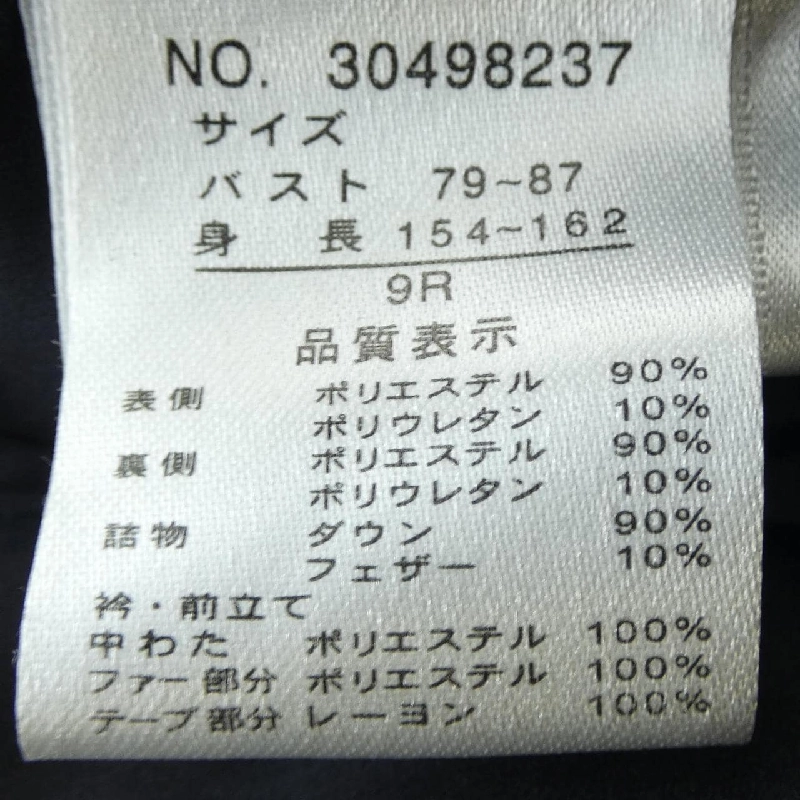 NO. 30498237
サイズ
バスト 79~87
身長 154~162
9R
品質表示
表側 ポリエステル 90%
ポリウレタン 10%
裏側 ポリエステル 90%
ポリウレタン 10%
詰物 ダウン 90%
フェザー 10%
衿・前立て
中わた ポリエステル 100%
ファー部分 ポリエステル 100%
テープ部分 レーヨン 100%